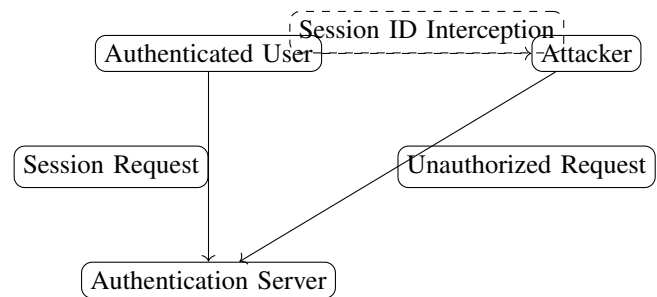 Session ID Interception
Authenticated User
Attacker
Session Request
Unauthorized Request
Authentication Server